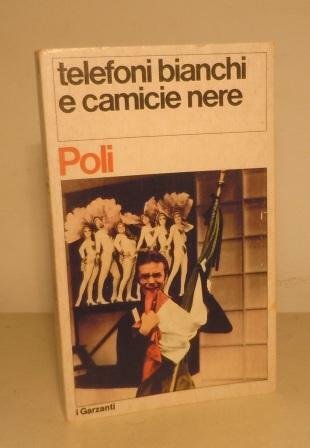 telefoni bianchi
e camicie nere
Poli
i Garzanti